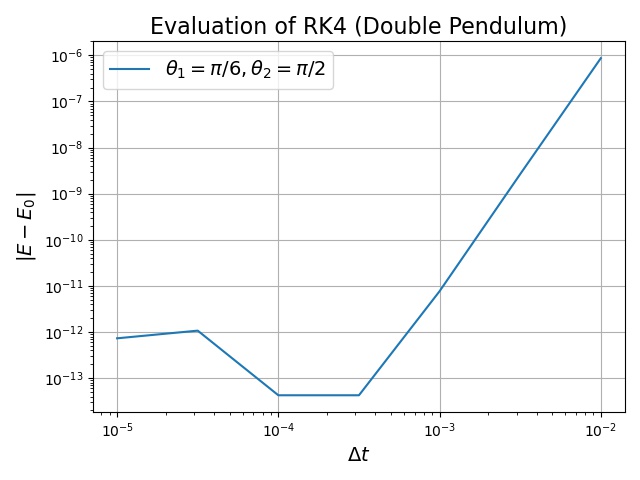 Evaluation of RK4 (Double Pendulum)
θ₁ = π/6, θ₂ = π/2
|E − E₀|
10⁻⁶
10⁻⁷
10⁻⁸
10⁻⁹
10⁻¹⁰
10⁻¹¹
10⁻¹²
10⁻¹³
10⁻⁵ 10⁻⁴ 10⁻³ 10⁻²
Δt